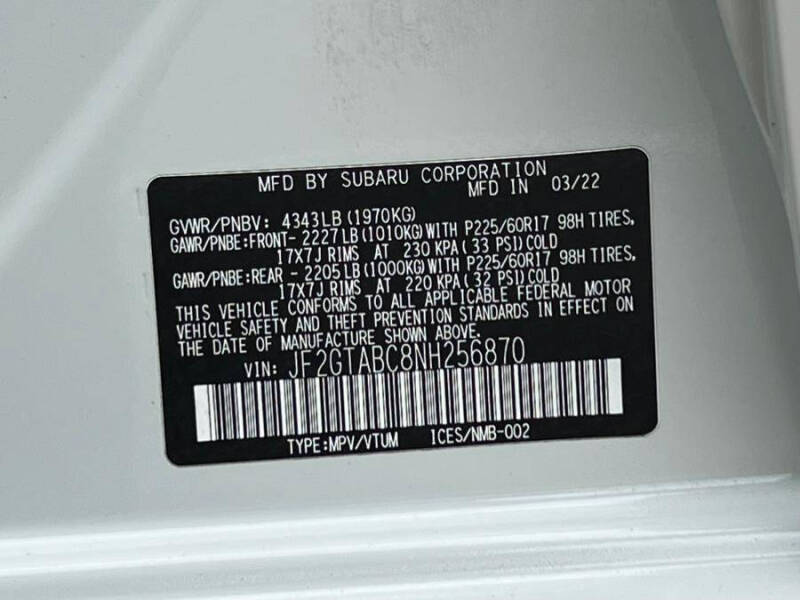 MFD BY SUBARU CORPORATION
MFD IN 03/22
GVWR/PNBV: 4343LB(1970KG)
GAWR/PNBE:FRONT- 2227LB(1010KG)WITH P225/60R17 98H TIRES,
17X7J RIMS AT 230 KPA( 33 PSI)COLD
GAWR/PNBE:REAR - 2205LB(1000KG)WITH P225/60R17 98H TIRES,
17X7J RIMS AT 220 KPA( 32 PSI)COLD
THIS VEHICLE CONFORMS TO ALL APPLICABLE FEDERAL MOTOR
VEHICLE SAFETY AND THEFT PREVENTION STANDARDS IN EFFECT ON
THE DATE OF MANUFACTURE SHOWN ABOVE.
VIN: JF2GTABC8NH256870
TYPE:MPV/VTUM ICES/NMB-002